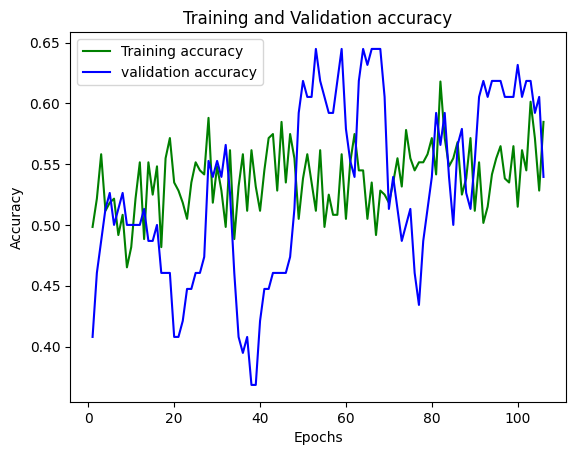 Training and Validation accuracy
Training accuracy
validation accuracy
0.65
0.60
0.55
0.50
0.45
0.40
Accuracy
0 20 40 60 80 100
Epochs